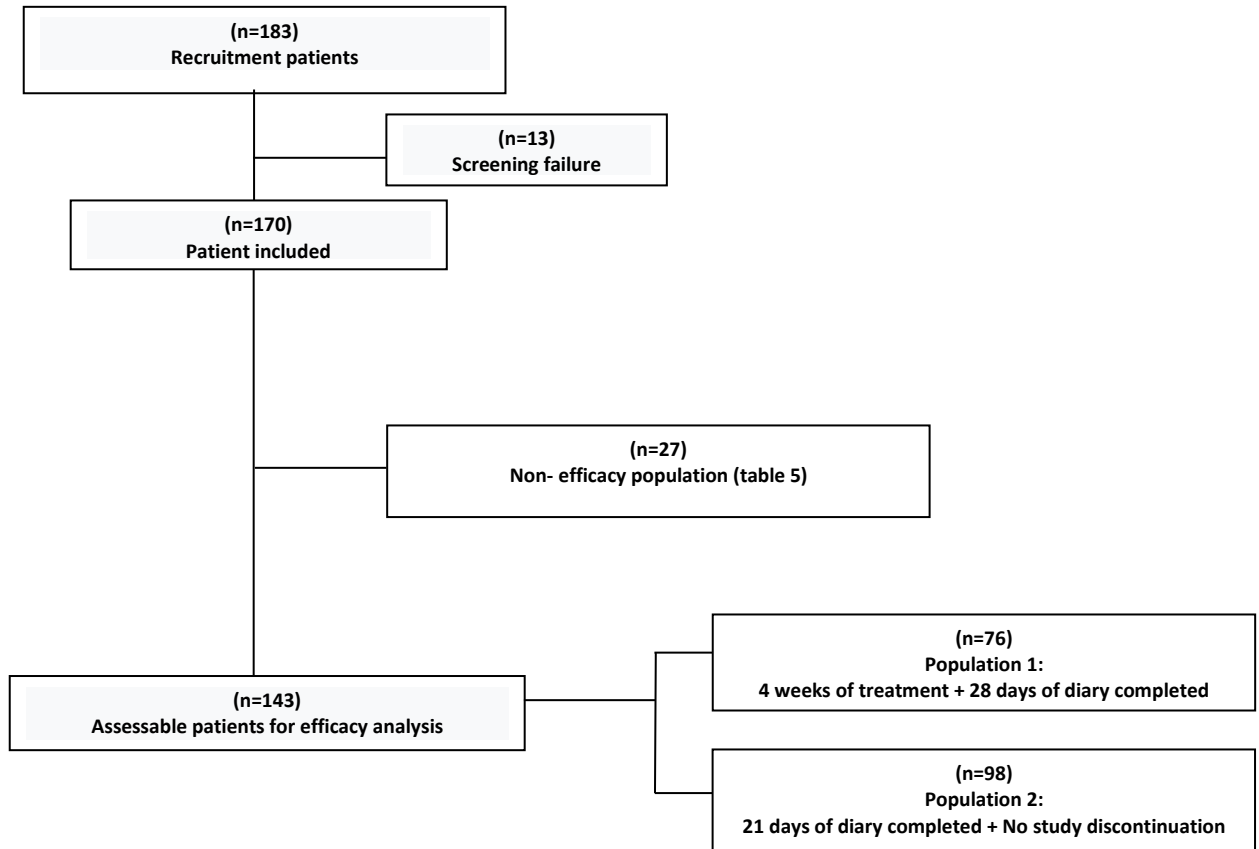 (n=183)
Recruitment patients
(n=13)
Screening failure
(n=170)
Patient included
(n=27)
Non- efficacy population (table 5)
(n=143)
Assessable patients for efficacy analysis
(n=76)
Population 1:
4 weeks of treatment + 28 days of diary completed
(n=98)
Population 2:
21 days of diary completed + No study discontinuation